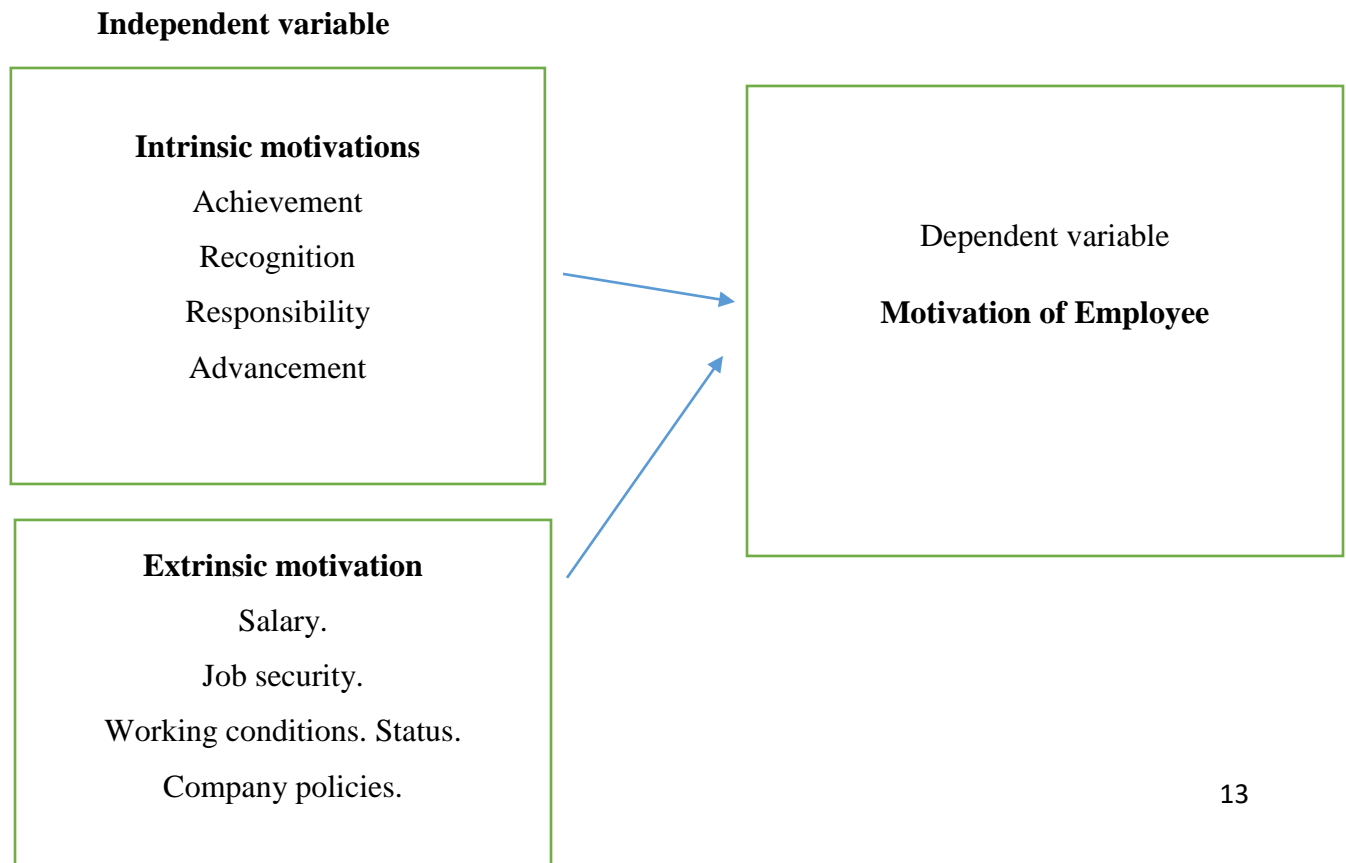 Independent variable
Intrinsic motivations
Achievement
Recognition
Responsibility
Advancement
Dependent variable
Motivation of Employee
Extrinsic motivation
Salary.
Job security.
Working conditions. Status.
Company policies.
13